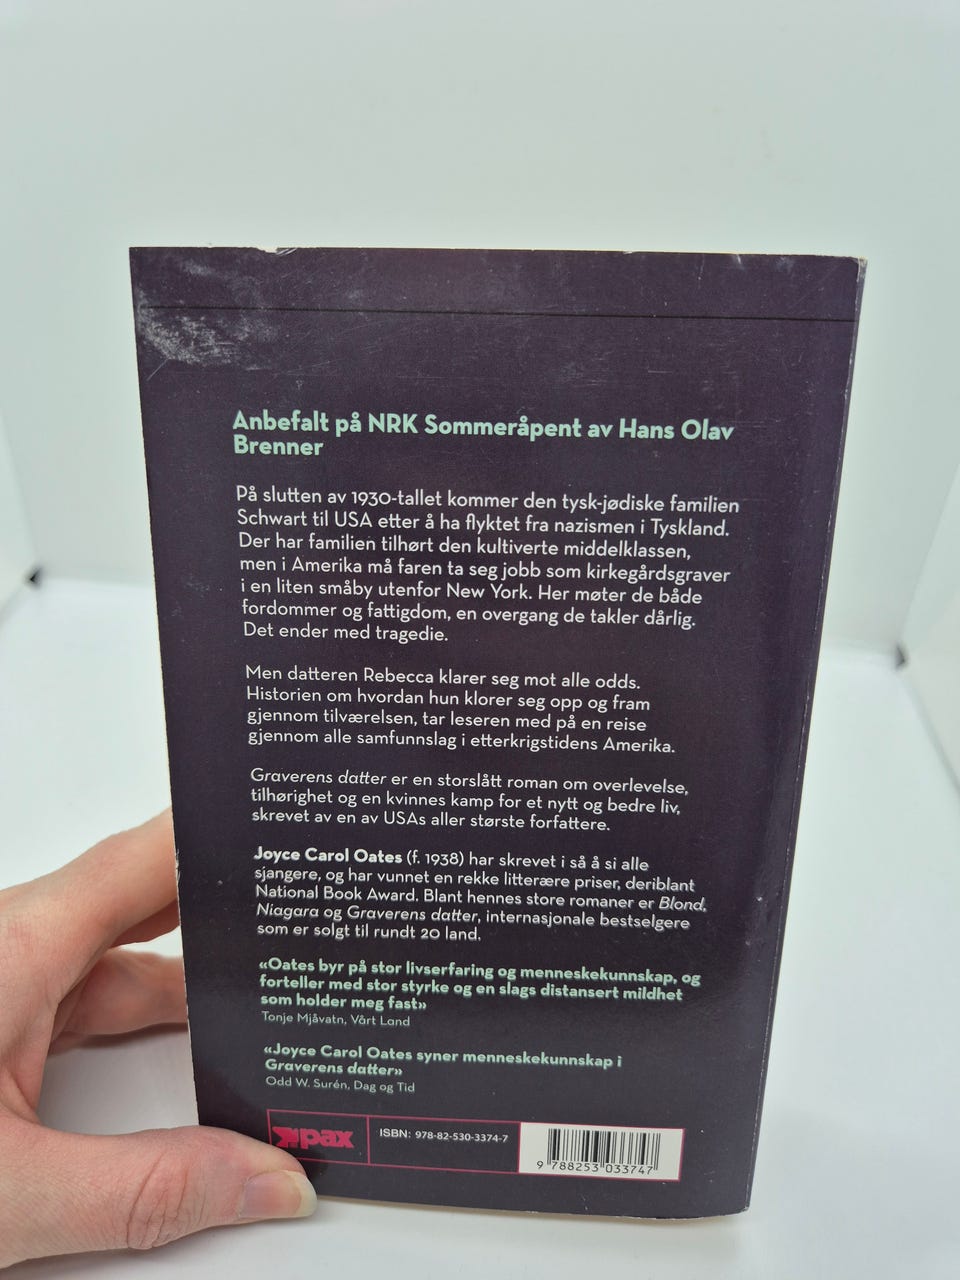 Anbefalt på NRK Sommeråpent av Hans Olav
Brenner
På slutten av 1930-tallet kommer den tysk-jødiske familien
Schwart til USA etter å ha flyktet fra nazismen i Tyskland.
Der har familien tilhørt den kultiverte middelklassen,
men i Amerika må faren ta seg jobb som kirkegårdsgraver
i en liten småby utenfor New York. Her møter de både
fordommer og fattigdom, en overgang de takler dårlig.
Det ender med tragedie.
Men datteren Rebecca klarer seg mot alle odds.
Historien om hvordan hun klorer seg opp og fram
gjennom tilværelsen, tar leseren med på en reise
gjennom alle samfunnslag i etterkrigstidens Amerika.
Graverens datter er en storslått roman om overlevelse,
tilhørighet og en kvinnes kamp for et nytt og bedre liv,
skrevet av en av USAs aller største forfattere.
Joyce Carol Oates (f. 1938) har skrevet i så å si alle
sjangere, og har vunnet en rekke litterære priser, deriblant
National Book Award. Blant hennes store romaner er Blond,
Niagara og Graverens datter, internasjonale bestselgere
som er solgt til rundt 20 land.
«Oates byr på stor livserfaring og menneskekunnskap, og
forteller med stor styrke og en slags distansert mildhet
som holder meg fast»
Tonje Mjåvatn, Vårt Land
«Joyce Carol Oates syner menneskekunnskap i
Graverens datter»
Odd W. Surén, Dag og Tid
pax
ISBN: 978-82-530-3374-7
9 788253 033747